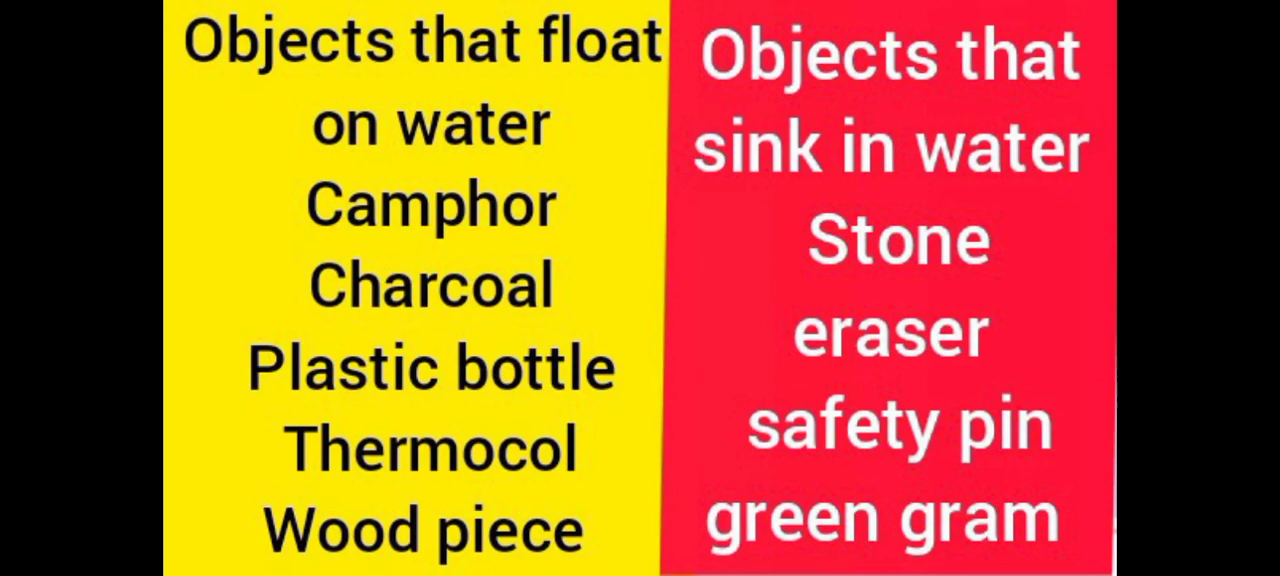 Objects that float
on water
Camphor
Charcoal
Plastic bottle
Thermocol
Wood piece
Objects that
sink in water
Stone
eraser
safety pin
green gram